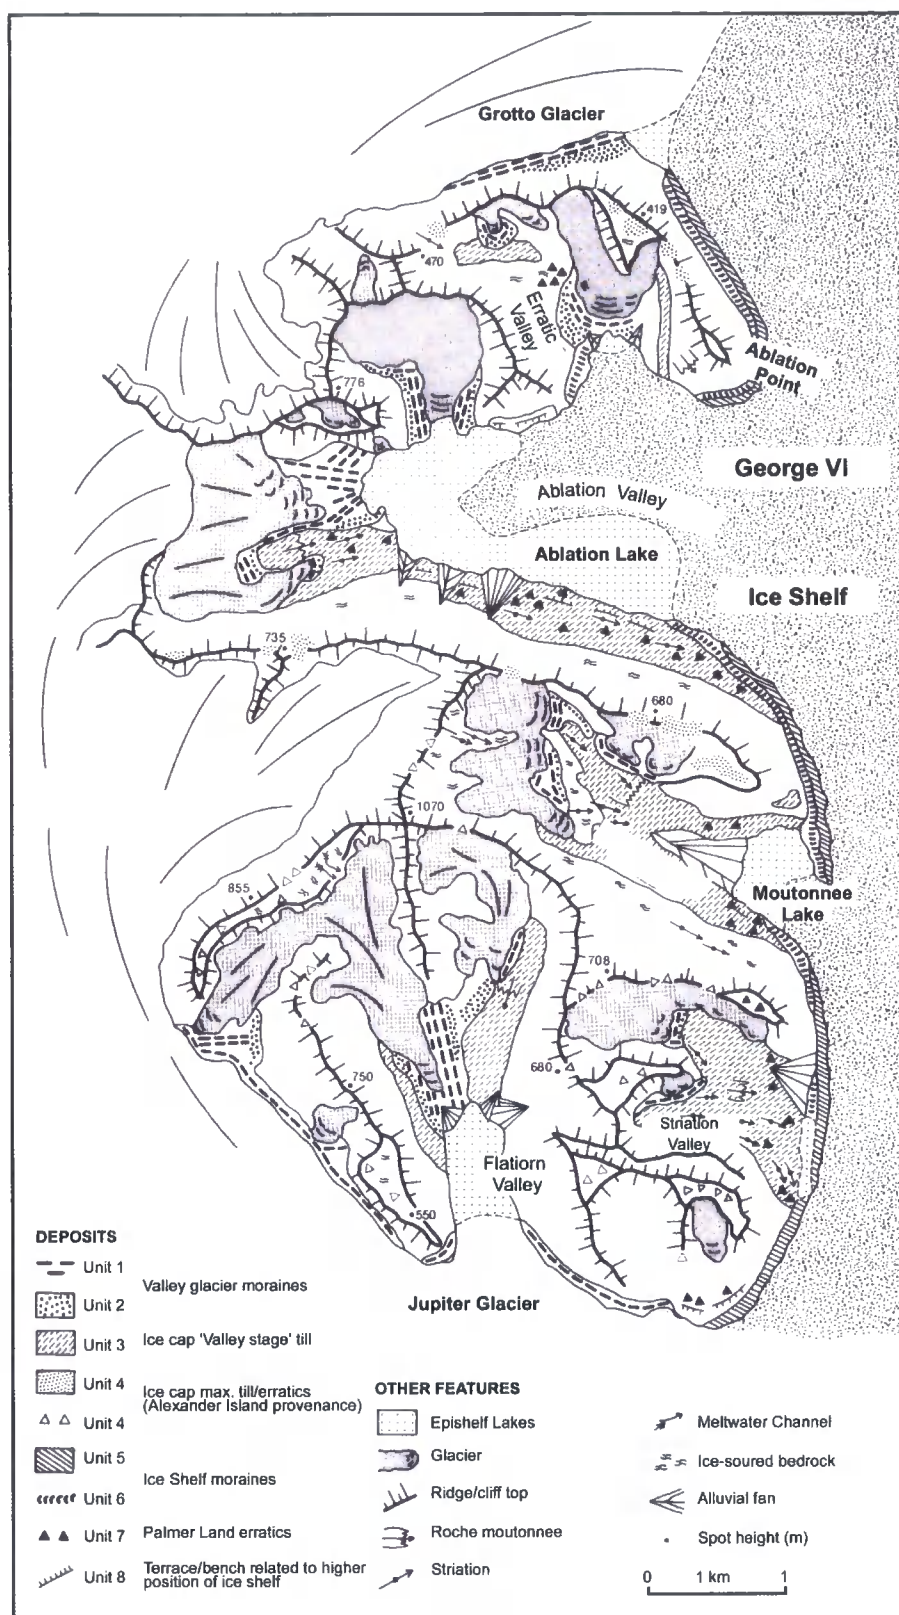 Grotto Glacier
419
470
Erratic
Valley
Ablation
Point
776
George VI
Ablation Valley
Ablation Lake
Ice Shelf
735
680
1070
855
Moutonnee
Lake
708
680
750
Striation
Valley
Flatiorn
Valley
550
Jupiter Glacier
DEPOSITS
Unit 1
Valley glacier moraines
Unit 2
Unit 3 Ice cap 'Valley stage' till
Unit 4
Ice cap max. till/erratics
(Alexander Island provenance)
Unit 4
Unit 5
Ice Shelf moraines
Unit 6
Unit 7 Palmer Land erratics
Unit 8 Terrace/bench related to higher
position of ice shelf
OTHER FEATURES
Epishelf Lakes
Glacier
Ridge/cliff top
Roche moutonnee
Striation
Meltwater Channel
Ice-soured bedrock
Alluvial fan
Spot height (m)
0 1 km 1